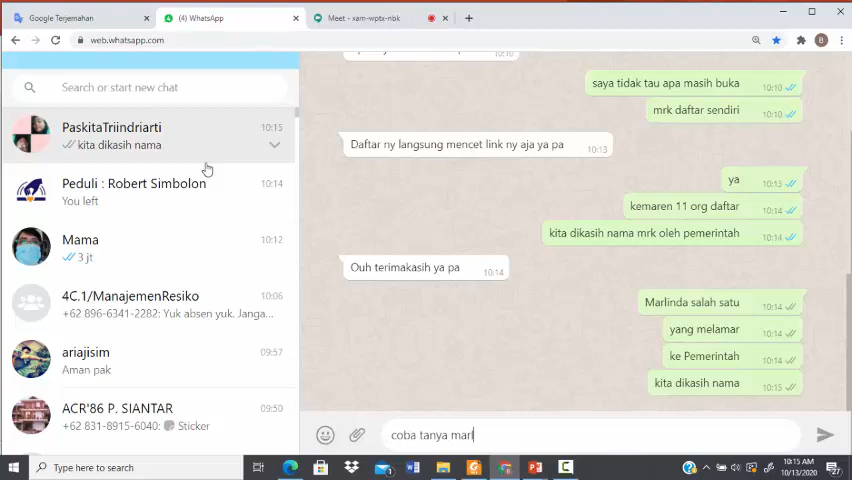 Google Terjemahan
(4) WhatsApp
Meet - xam-wptx-nbk
web.whatsapp.com
B
Search or start new chat
PaskitaTriindriarti
10:15
kita dikasih nama
Peduli : Robert Simbolon
10:14
You left
Mama
10:12
3 jt
4C.1/ManajemenResiko
10:06
+62 896-6341-2282: Yuk absen yuk. Janga...
ariajisim
09:57
Aman pak
ACR'86 P. SIANTAR
09:50
+62 831-8915-6040: Sticker
10:10
saya tidak tau apa masih buka
10:10
mrk daftar sendiri
10:10
Daftar ny langsung mencet link ny aja ya pa
10:13
ya
10:13
kemaren 11 org daftar
10:14
kita dikasih nama mrk oleh pemerintah
10:14
Ouh terimakasih ya pa
10:14
Marlinda salah satu
10:14
yang melamar
10:14
ke Pemerintah
10:14
kita dikasih nama
10:15
coba tanya marl
Type here to search
10:15 AM
10/13/2020
27